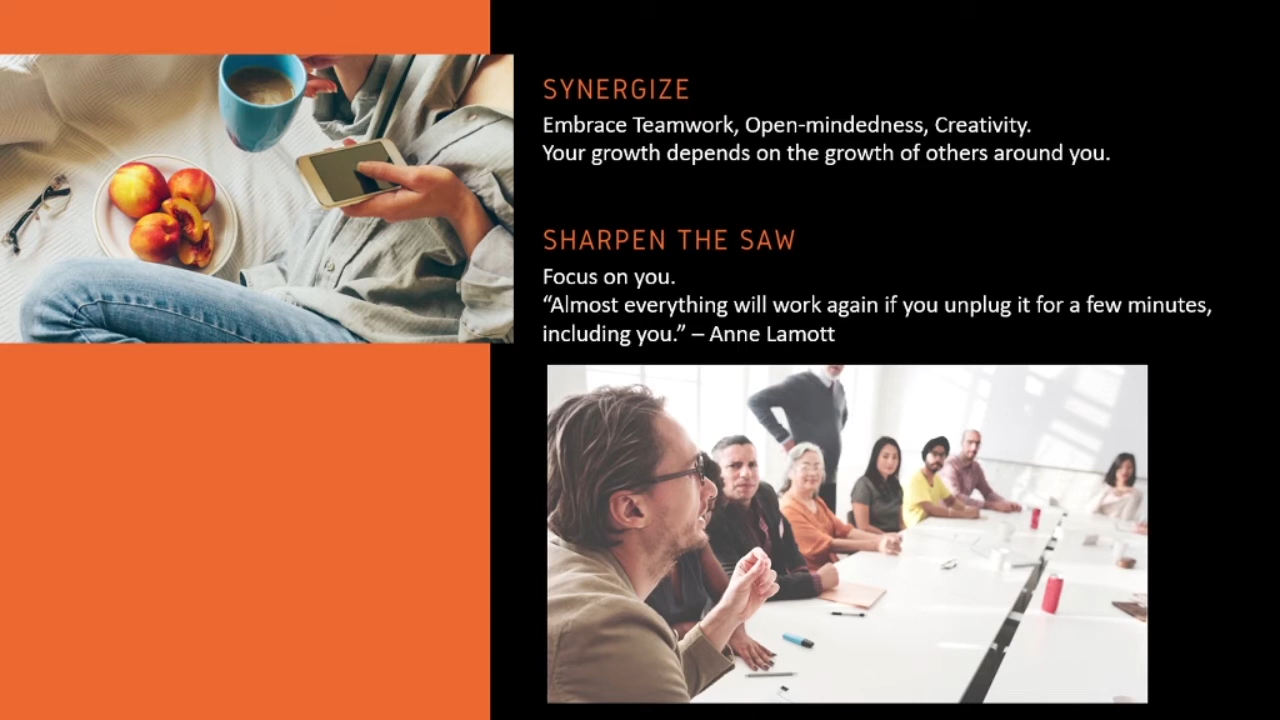 SYNERGIZE
Embrace Teamwork, Open-mindedness, Creativity.
Your growth depends on the growth of others around you.
SHARPEN THE SAW
Focus on you.
“Almost everything will work again if you unplug it for a few minutes,
including you.” – Anne Lamott